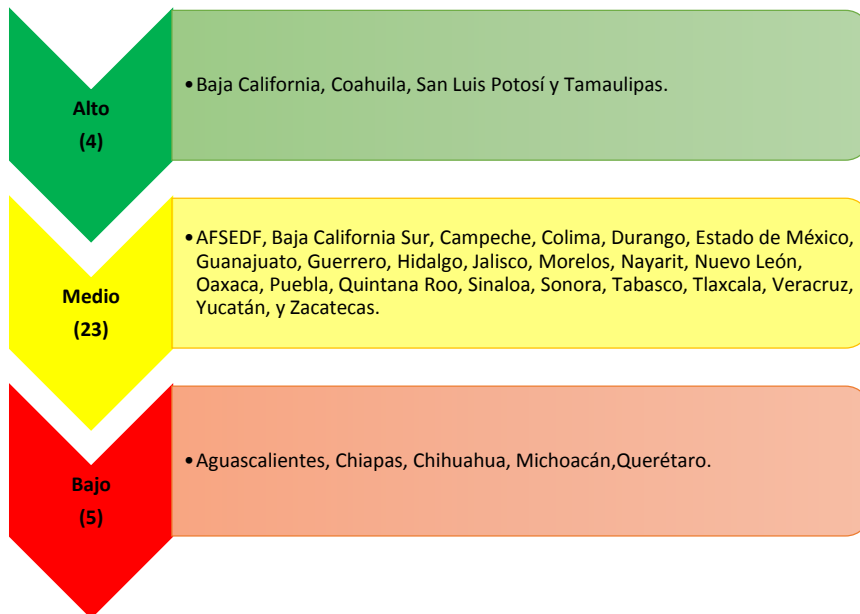 Alto
(4)
•Baja California, Coahuila, San Luis Potosí y Tamaulipas.
Medio
(23)
•AFSEDF, Baja California Sur, Campeche, Colima, Durango, Estado de México,
Guanajuato, Guerrero, Hidalgo, Jalisco, Morelos, Nayarit, Nuevo León,
Oaxaca, Puebla, Quintana Roo, Sinaloa, Sonora, Tabasco, Tlaxcala, Veracruz,
Yucatán, y Zacatecas.
Bajo
(5)
•Aguascalientes, Chiapas, Chihuahua, Michoacán,Querétaro.